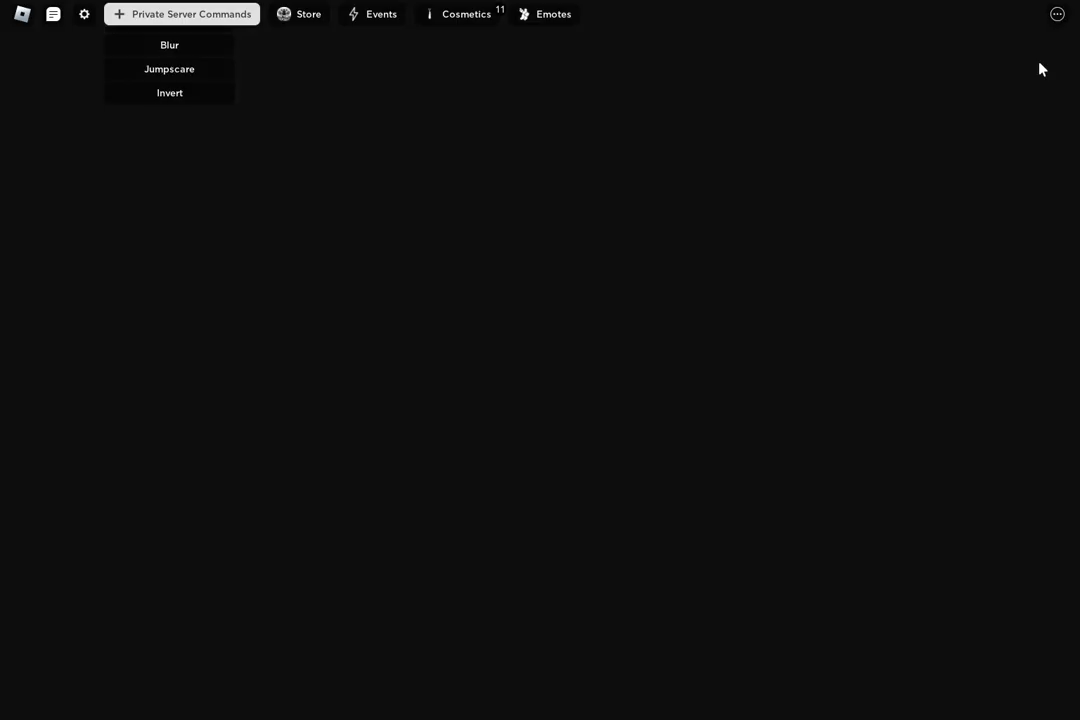 Private Server Commands Store Events Cosmetics 11 Emotes
Blur
Jumpscare
Invert